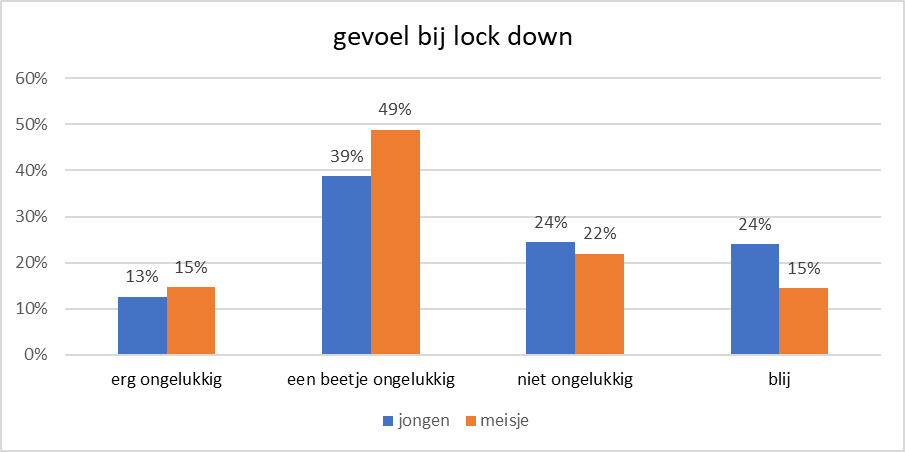 gevoel bij lock down
60%
50%
40%
30%
20%
10%
0%
13%
15%
39%
49%
24%
22%
24%
15%
erg ongelukkig
een beetje ongelukkig
niet ongelukkig
blij
jongen
meisje